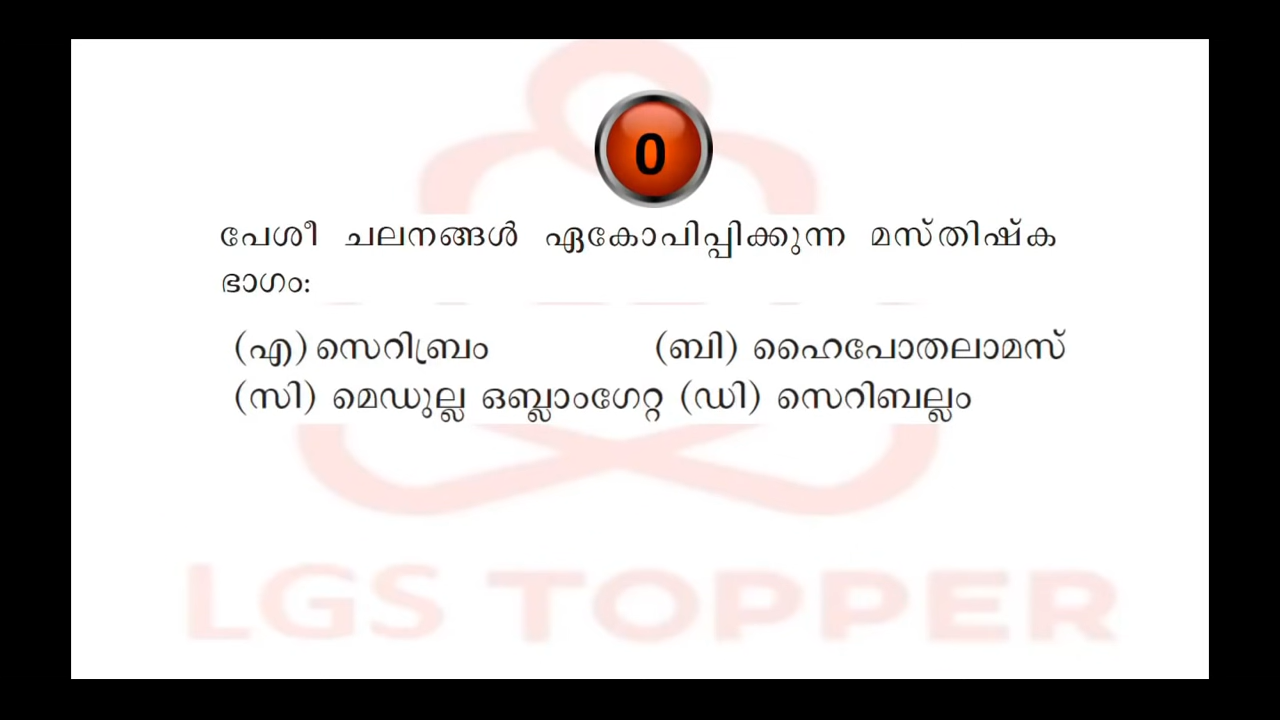 0
പേശീ ചലനങ്ങൾ ഏകോപിപ്പിക്കുന്ന മസ്തിഷ്ക
ഭാഗം:
(എ) സെറിബ്രം (ബി) ഹൈപോതലാമസ്
(സി) മെഡുല്ല ഒബ്ലാംഗേറ്റ (ഡി) സെറിബല്ലം
LGS TOPPER